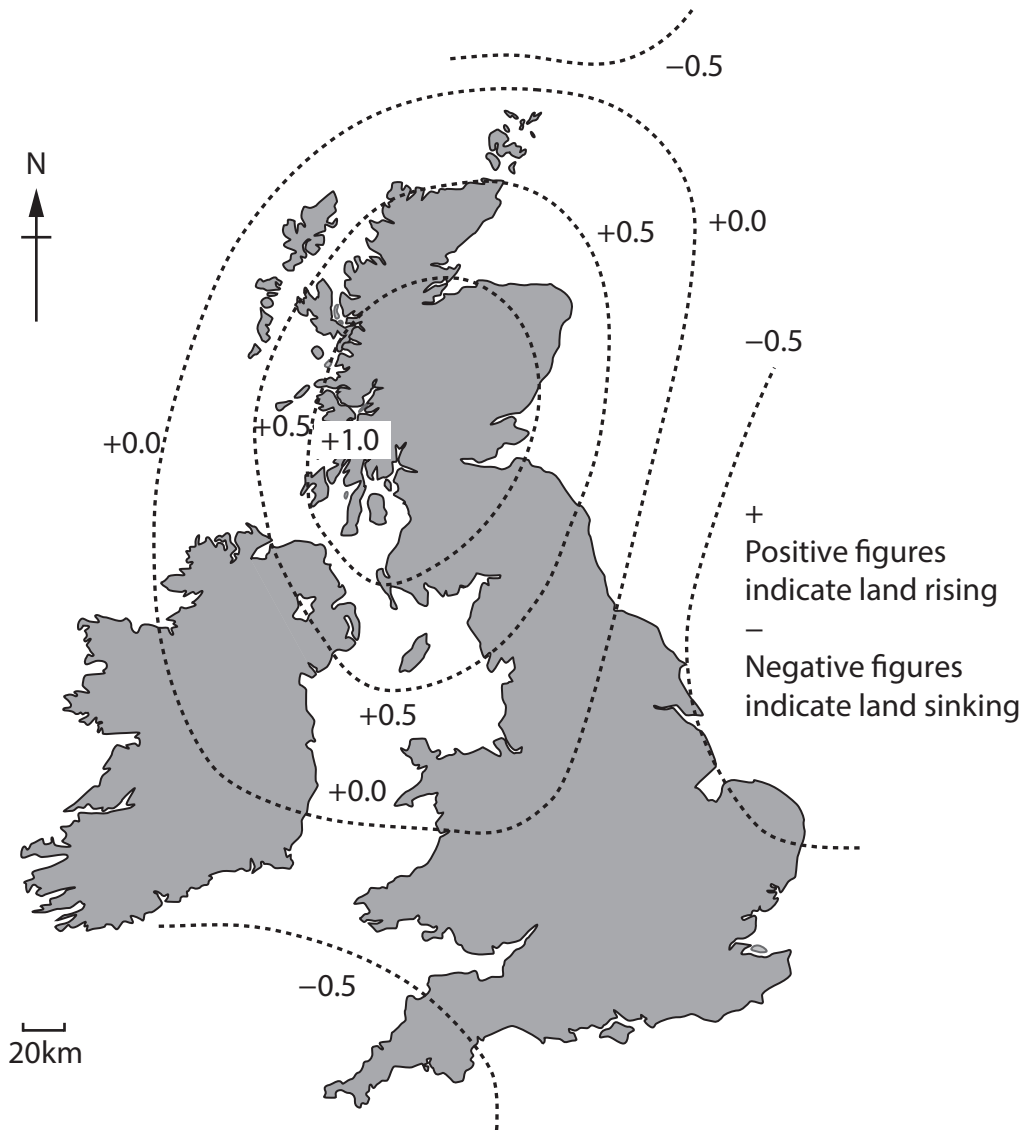 −0.5
N
+0.5
+0.0
−0.5
+0.0
+0.5
+1.0
+
Positive figures
indicate land rising
−
Negative figures
indicate land sinking
+0.5
+0.0
−0.5
20km